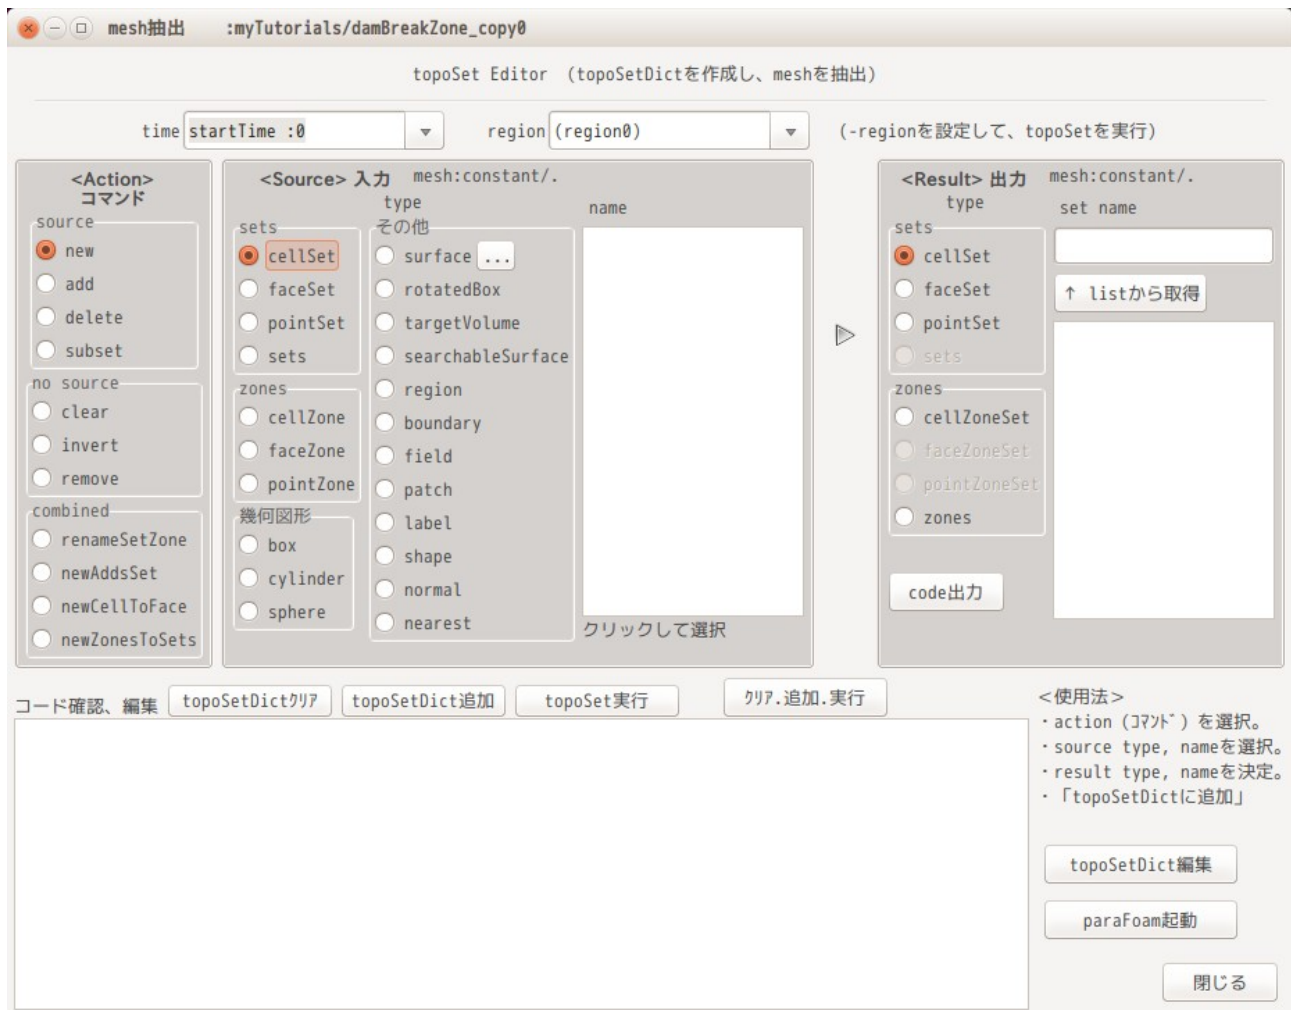 mesh抽出 :myTutorials/damBreakZone_copy0
topoSet Editor （topoSetDictを作成し、meshを抽出）
time startTime :0 region (region0) (-regionを設定して、topoSetを実行)
<Action>
コマンド
source
new
add
delete
subset
no source
clear
invert
remove
combined
renameSetZone
newAddsSet
newCellToFace
newZonesToSets
<Source> 入力 mesh:constant/.
type
name
sets
cellSet
faceSet
pointSet
sets
zones
cellZone
faceZone
pointZone
幾何図形
box
cylinder
sphere
その他
surface ...
rotatedBox
targetVolume
searchableSurface
region
boundary
field
patch
label
shape
normal
nearest
クリックして選択
<Result> 出力 mesh:constant/.
type
set name
sets
cellSet
faceSet
pointSet
sets
zones
cellZoneSet
faceZoneSet
pointZoneSet
zones
code出力
↑ listから取得
コード確認、編集 topoSetDictｸﾘｱ topoSetDict追加 topoSet実行 ｸﾘｱ.追加.実行
＜使用法＞
・action (ｺﾏﾝﾄﾞ) を選択。
・source type, nameを選択。
・result type, nameを決定。
・「topoSetDictに追加」
topoSetDict編集
paraFoam起動
閉じる